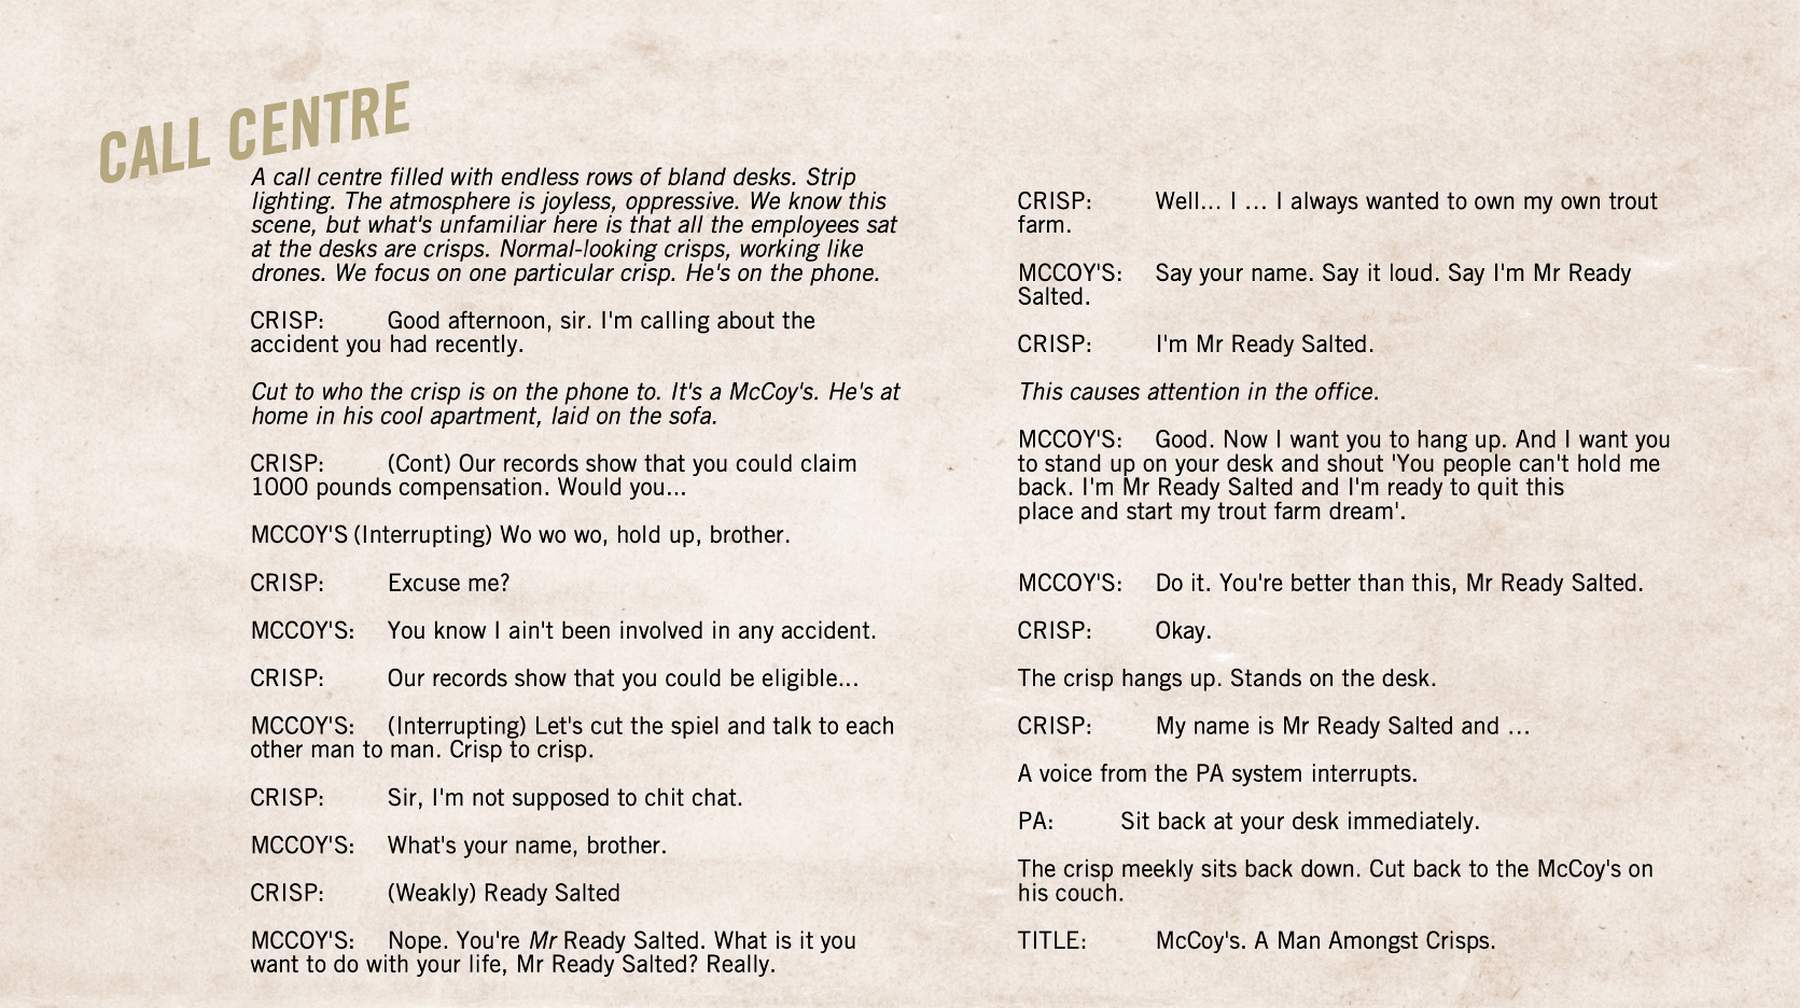 CALL CENTRE
A call centre filled with endless rows of bland desks. Strip
lighting. The atmosphere is joyless, oppressive. We know this
scene, but what's unfamiliar here is that all the employees sat
at the desks are crisps. Normal-looking crisps, working like
drones. We focus on one particular crisp. He's on the phone.
CRISP: Good afternoon, sir. I'm calling about the
accident you had recently.
Cut to who the crisp is on the phone to. It's a McCoy's. He's at
home in his cool apartment, laid on the sofa.
CRISP: (Cont) Our records show that you could claim
1000 pounds compensation. Would you...
MCCOY'S (Interrupting) Wo wo wo, hold up, brother.
CRISP: Excuse me?
MCCOY'S: You know I ain't been involved in any accident.
CRISP: Our records show that you could be eligible...
MCCOY'S: (Interrupting) Let's cut the spiel and talk to each
other man to man. Crisp to crisp.
CRISP: Sir, I'm not supposed to chit chat.
MCCOY'S: What's your name, brother.
CRISP: (Weakly) Ready Salted
MCCOY'S: Nope. You're Mr Ready Salted. What is it you
want to do with your life, Mr Ready Salted? Really.
CRISP: Well... I ... I always wanted to own my own trout
farm.
MCCOY'S: Say your name. Say it loud. Say I'm Mr Ready
Salted.
CRISP: I'm Mr Ready Salted.
This causes attention in the office.
MCCOY'S: Good. Now I want you to hang up. And I want you
to stand up on your desk and shout 'You people can't hold me
back. I'm Mr Ready Salted and I'm ready to quit this
place and start my trout farm dream'.
MCCOY'S: Do it. You're better than this, Mr Ready Salted.
CRISP: Okay.
The crisp hangs up. Stands on the desk.
CRISP: My name is Mr Ready Salted and ...
A voice from the PA system interrupts.
PA: Sit back at your desk immediately.
The crisp meekly sits back down. Cut back to the McCoy's on
his couch.
TITLE: McCoy's. A Man Amongst Crisps.